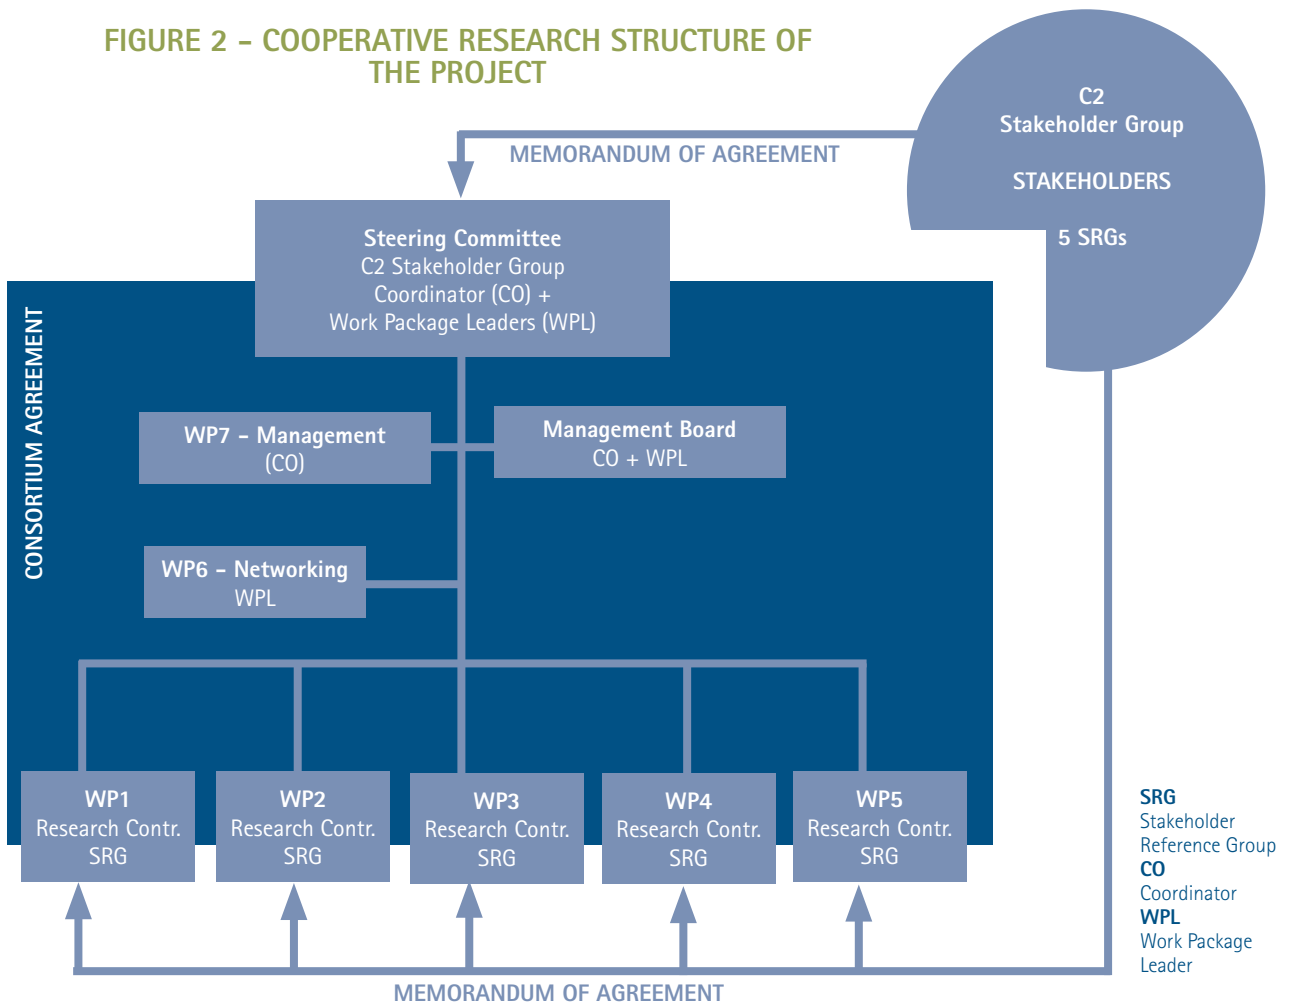 FIGURE 2 - COOPERATIVE RESEARCH STRUCTURE OF
THE PROJECT
C2
Stakeholder Group
STAKEHOLDERS
5 SRGs
MEMORANDUM OF AGREEMENT
Steering Committee
C2 Stakeholder Group
Coordinator (CO) +
Work Package Leaders (WPL)
CONSORTIUM AGREEMENT
WP7 - Management
(CO)
Management Board
CO + WPL
WP6 - Networking
WPL
WP1
Research Contr.
SRG
WP2
Research Contr.
SRG
WP3
Research Contr.
SRG
WP4
Research Contr.
SRG
WP5
Research Contr.
SRG
SRG
Stakeholder
Reference Group
CO
Coordinator
WPL
Work Package
Leader
MEMORANDUM OF AGREEMENT